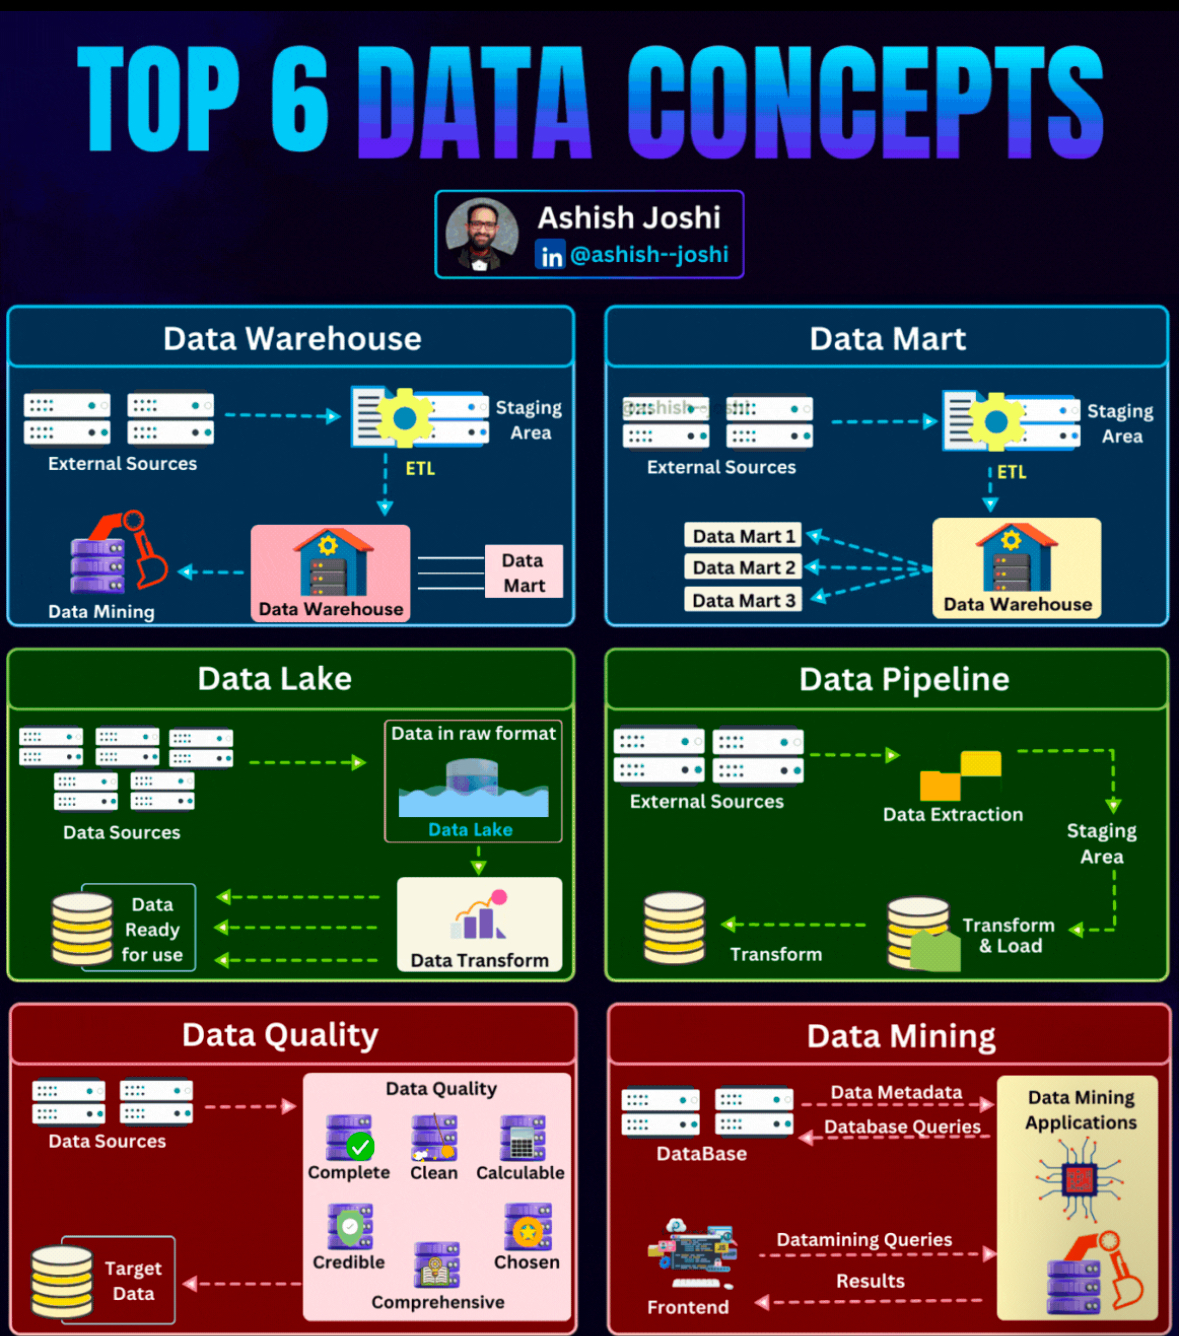 TOP 6 DATA CONCEPTS
Ashish Joshi
in @ashish--joshi
Data Warehouse
External Sources
Staging
Area
ETL
Data Mining
Data Warehouse
Data
Mart
Data Mart
@ashish--joshi
External Sources
Staging
Area
ETL
Data Mart 1
Data Mart 2
Data Mart 3
Data Warehouse
Data Lake
Data Sources
Data in raw format
Data Lake
Data
Ready
for use
Data Transform
Data Pipeline
External Sources
Data Extraction
Staging
Area
Transform
Transform
& Load
Data Quality
Data Sources
Data Quality
Complete
Clean
Calculable
Credible
Comprehensive
Chosen
Target
Data
Data Mining
DataBase
Data Metadata
Database Queries
Data Mining
Applications
Frontend
Datamining Queries
Results